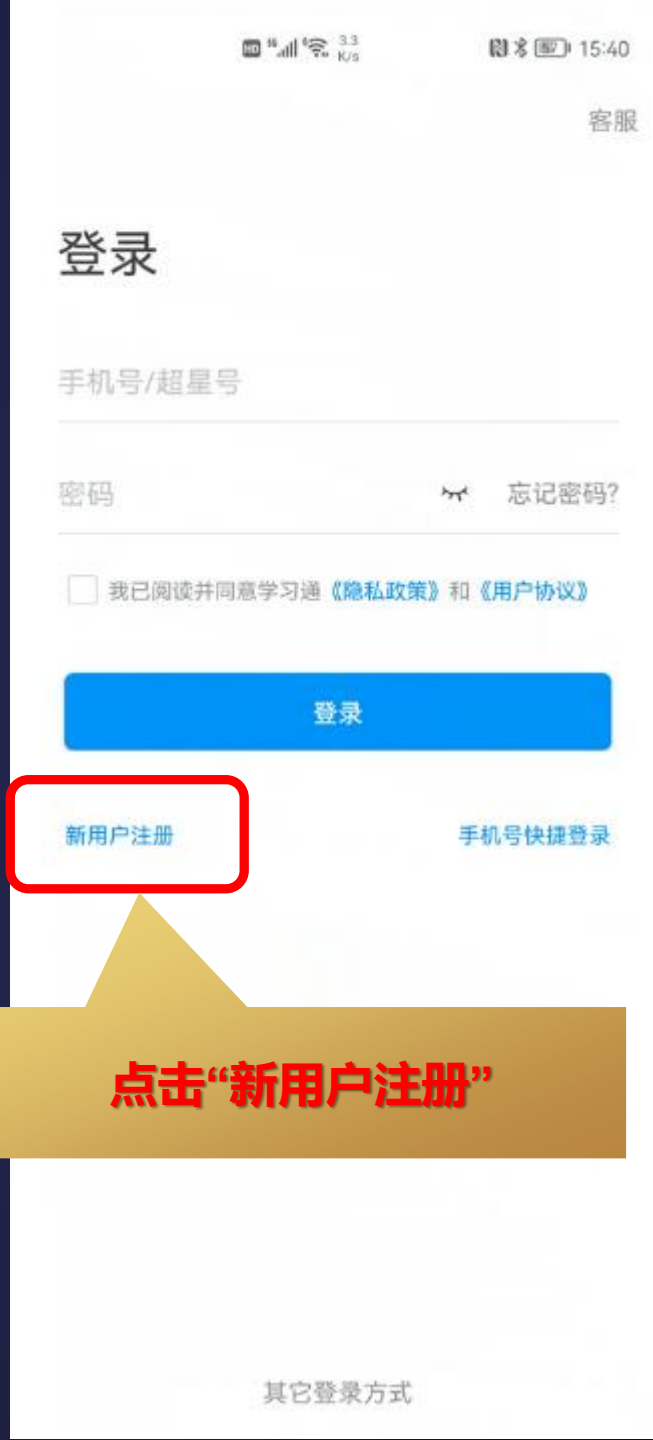 HD 3.3 K/s 15:40
客服
登录
手机号/超星号
密码 忘记密码?
我已阅读并同意学习通《隐私政策》和《用户协议》
登录
新用户注册 手机号快捷登录
点击“新用户注册”
其它登录方式